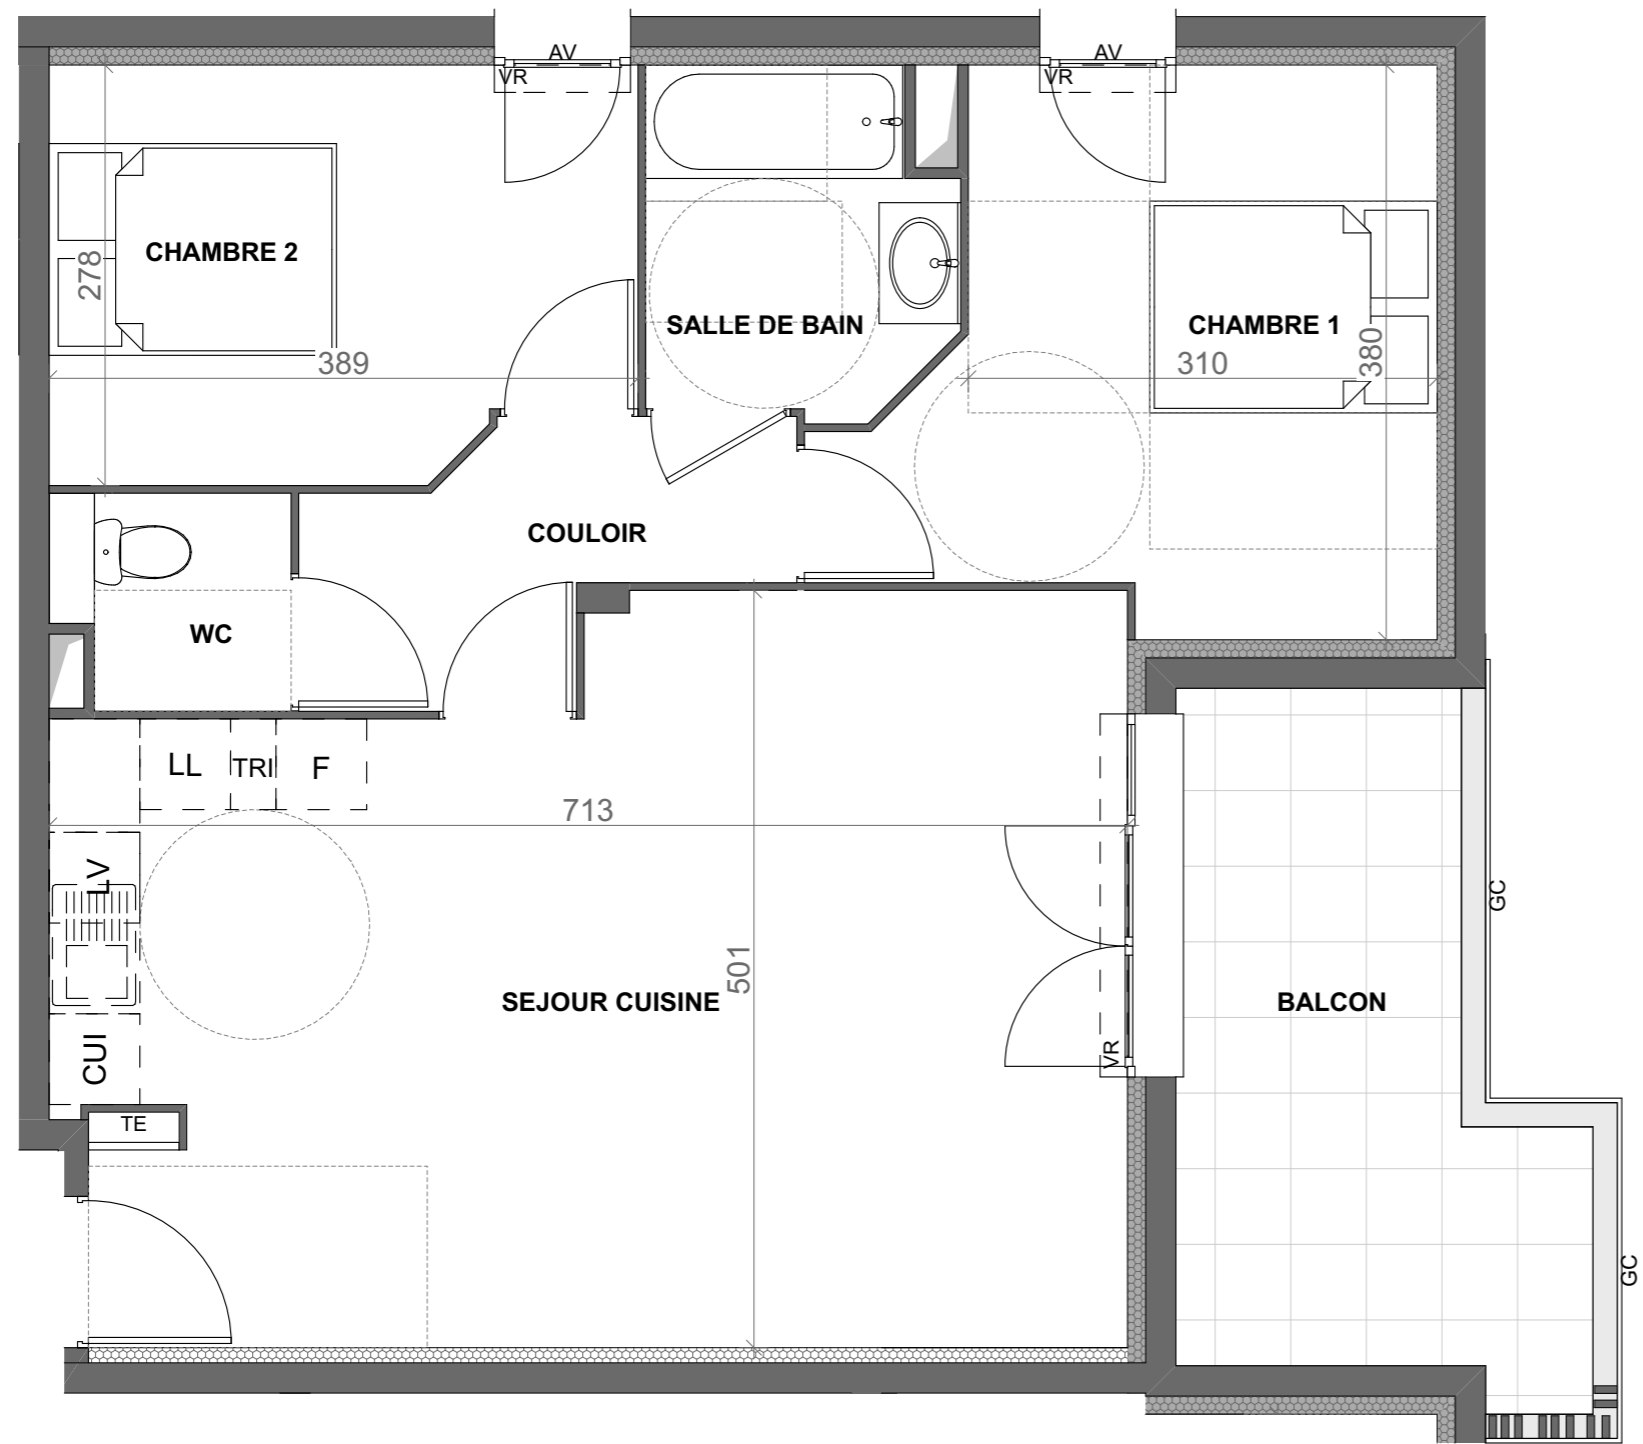 AV
VR
AV
VR
CHAMBRE 2
278
389
SALLE DE BAIN
CHAMBRE 1
310
380
COULOIR
WC
LL
TRI
F
713
LV
GC
SEJOUR CUISINE
501
BALCON
VR
CUI
TE
GC